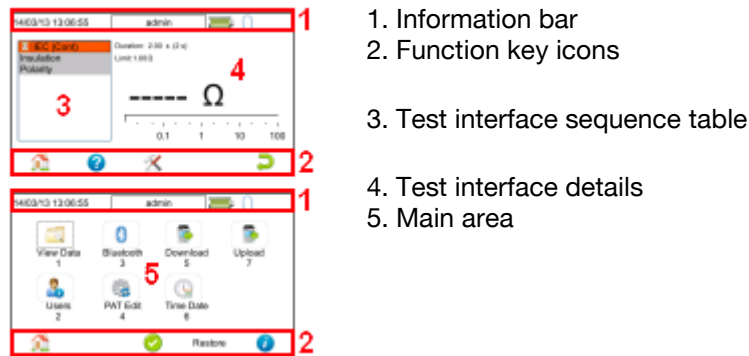 14/03/13 13:06:55 admin 1
IEC (Cont)
Insulation
Polarity
Duration 2.00 s (2 s)
Limit 1.00 Ω
4
3
----- Ω
0.1 1 10 100
2
14/03/13 13:06:55 admin 1
View Data Bluetooth Download Upload
1 3 5 7
5
Users PAT Edit Time Date
2 4 6
Restore 2
1. Information bar
2. Function key icons
3. Test interface sequence table
4. Test interface details
5. Main area